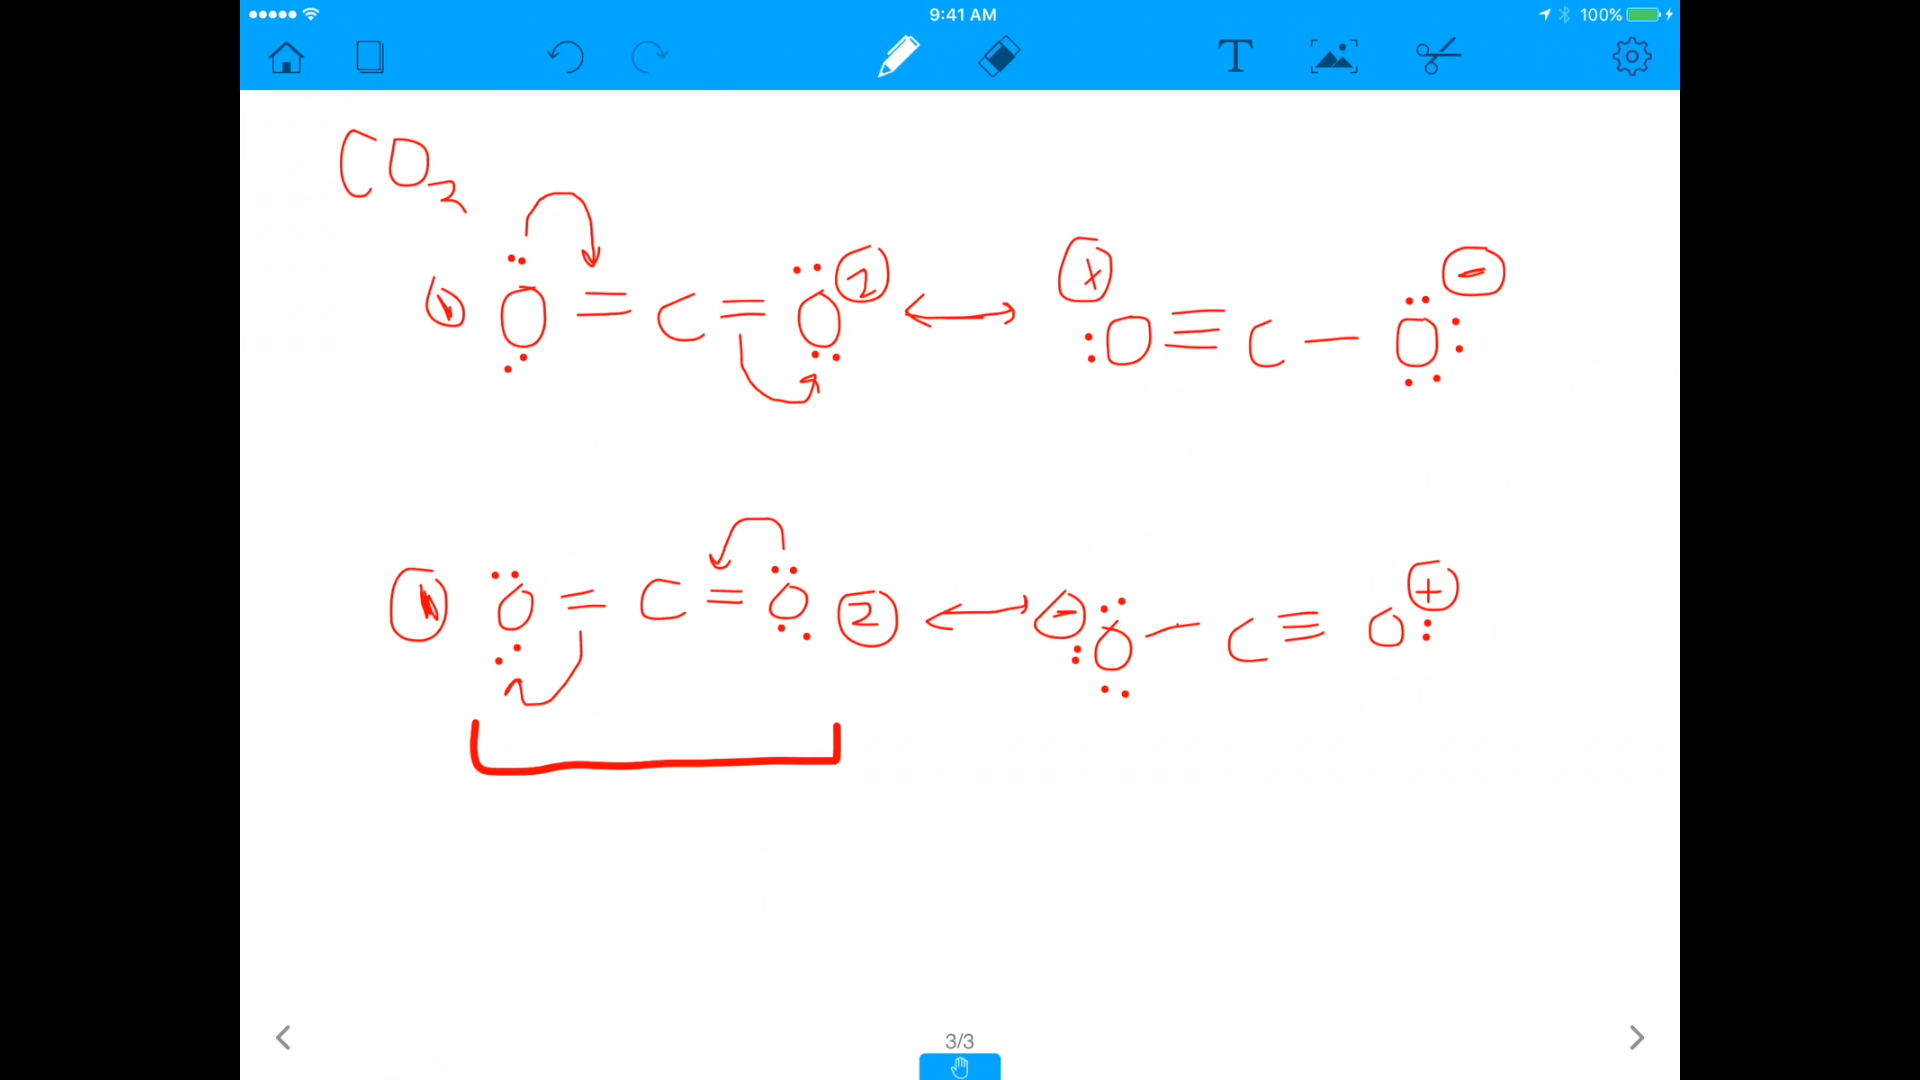 9:41 AM
100%
T
CO2
1 O = C = O 2 ↔ + :O ≡ C — O -
1 O = C = O 2 ↔ - O — C ≡ O: +
3/3